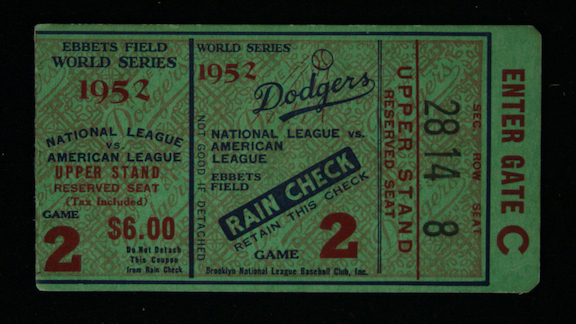 EBBETS FIELD
WORLD SERIES
1952
NATIONAL LEAGUE
vs.
AMERICAN LEAGUE
UPPER STAND
RESERVED SEAT
(Tax Included)
GAME
2
$6.00
Do Not Detach
This Coupon
from Rain Check
NOT GOOD IF DETACHED
WORLD SERIES
1952
Dodgers
NATIONAL LEAGUE vs.
AMERICAN
LEAGUE
EBBETS
FIELD
RAIN CHECK
RETAIN THIS CHECK
GAME 2
Brooklyn National League Baseball Club, Inc.
UPPER STAND
RESERVED SEAT
SEC. ROW SEAT
28 14 8
ENTER GATE C